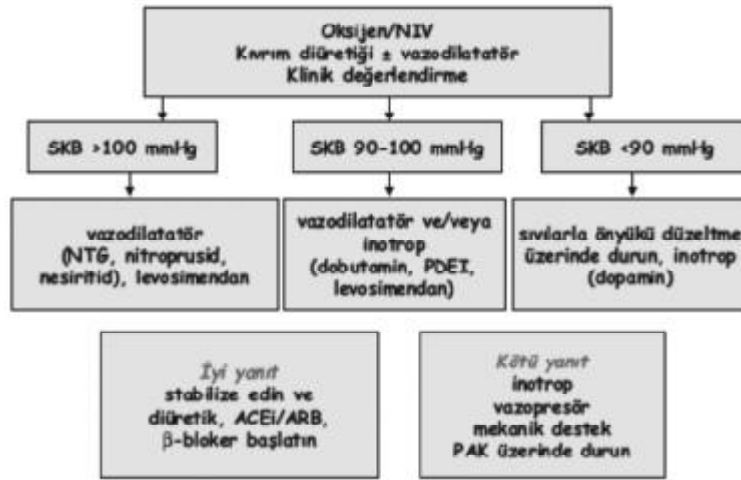 Oksijen/NIV
Kıvrım diüretiği ± vazodilatatör
Klinik değerlendirme
SKB >100 mmHg
SKB 90-100 mmHg
SKB <90 mmHg
vazodilatatör
(NTG, nitroprusid,
nesiritid), levosimendan
vazodilatatör ve/veya
inotrop
(dobutamin, PDEI,
levosimendan)
sıvılarla önyükü düzeltme
üzerinde durun, inotrop
(dopamin)
İyi yanıt
stabilize edin ve
diüretik, ACEi/ARB,
β-bloker başlatın
Kötü yanıt
inotrop
vazopresör
mekanik destek
PAK üzerinde durun